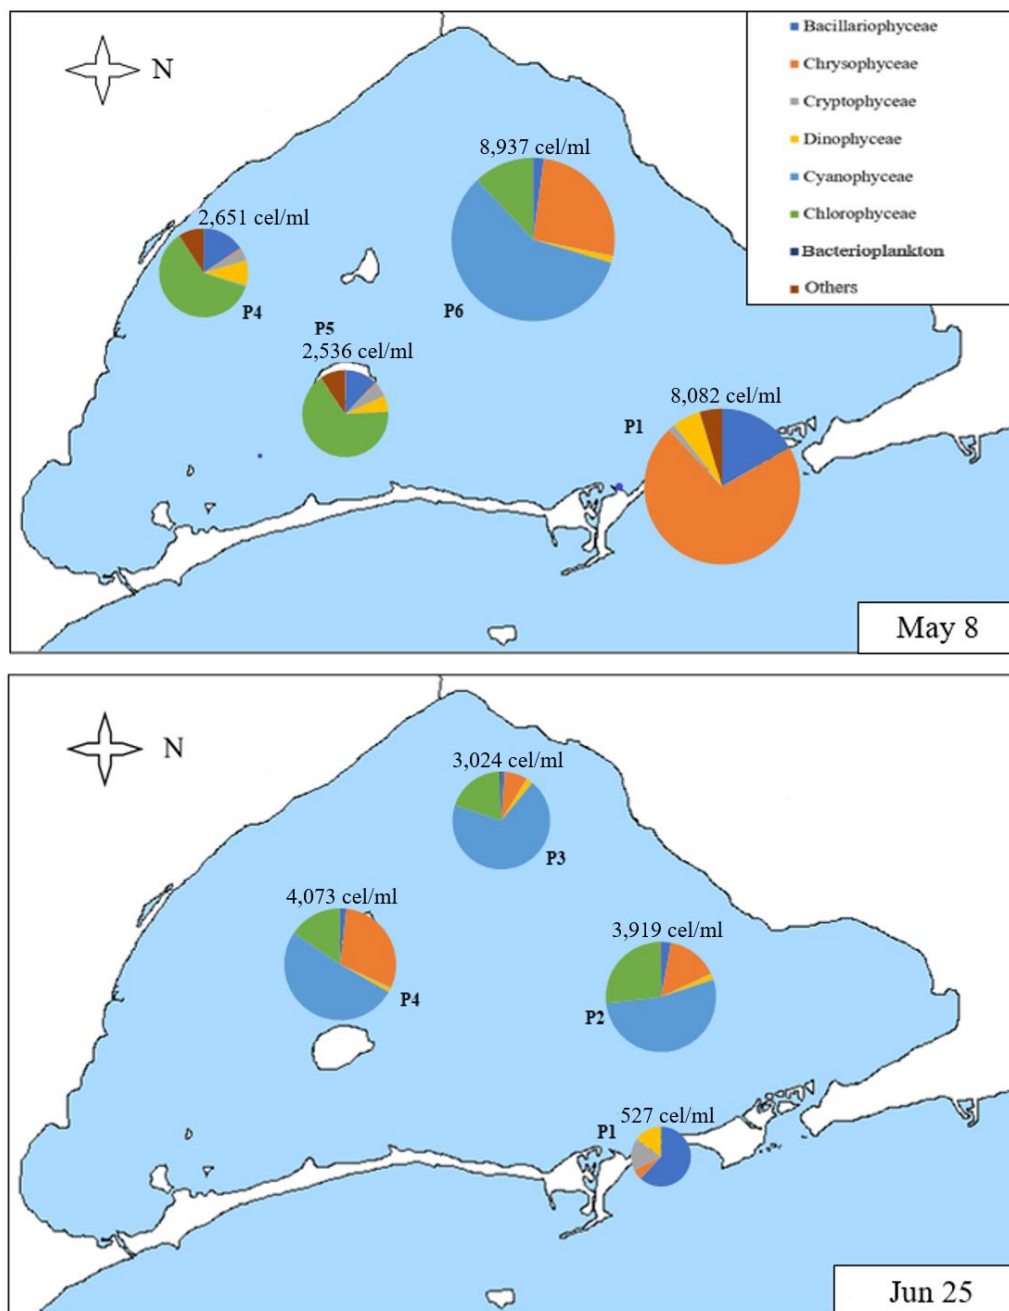 N
Bacillariophyceae
Chrysophyceae
Cryptophyceae
Dinophyceae
Cyanophyceae
Chlorophyceae
Bacterioplankton
Others
8,937 cel/ml
2,651 cel/ml
P4
P6
P5
2,536 cel/ml
8,082 cel/ml
P1
May 8
N
3,024 cel/ml
P3
4,073 cel/ml
P4
3,919 cel/ml
P2
527 cel/ml
P1
Jun 25